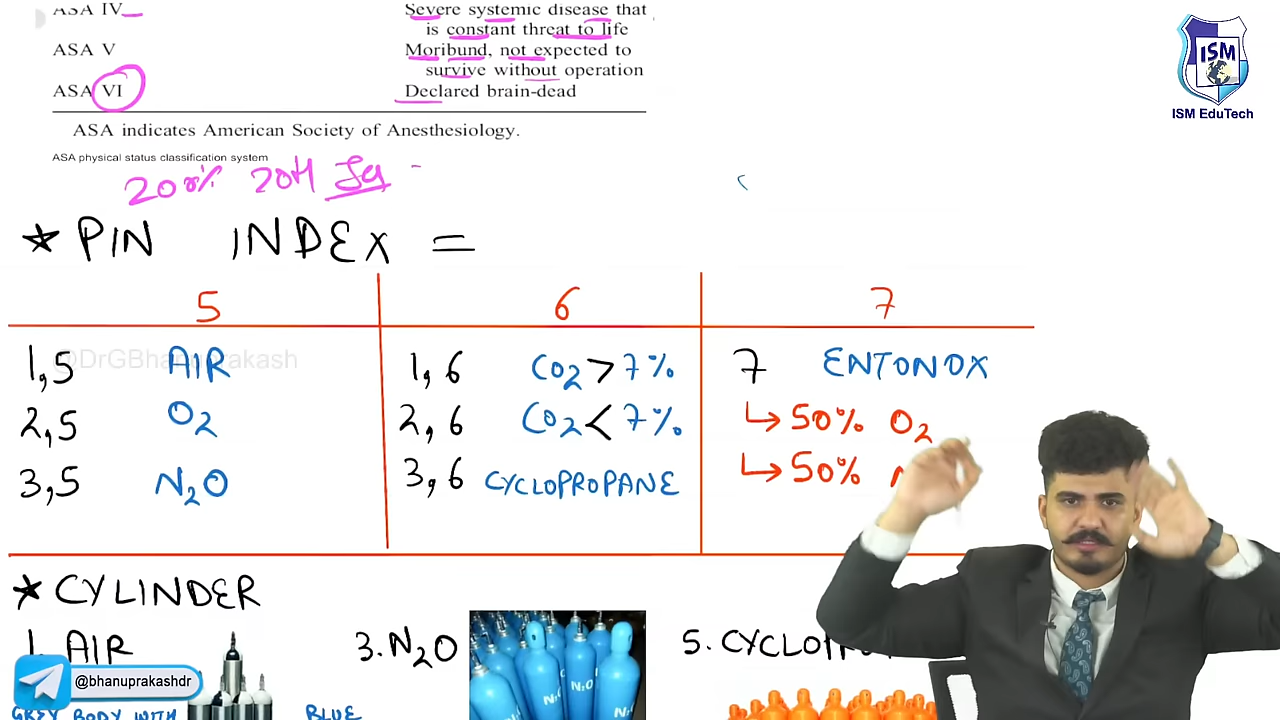 ASA IV Severe systemic disease that
is constant threat to life
ASA V Moribund, not expected to
survive without operation
ASA VI Declared brain-dead
ASA indicates American Society of Anesthesiology.
ASA physical status classification system
ISM
ISM EduTech
* PIN INDEX =
5 6 7
@DrGBhanuprakash
1,5 AIR 1,6 CO2 > 7% 7 ENTONOX
2,5 O2 2,6 CO2 < 7% ↳ 50% O2
3,5 N2O 3,6 CYCLOPROPANE ↳ 50%
* CYLINDER
1. AIR 3. N2O 5. CYCLOPR
N2O
@bhanuprakashdr
GREY BODY WITH BLUE